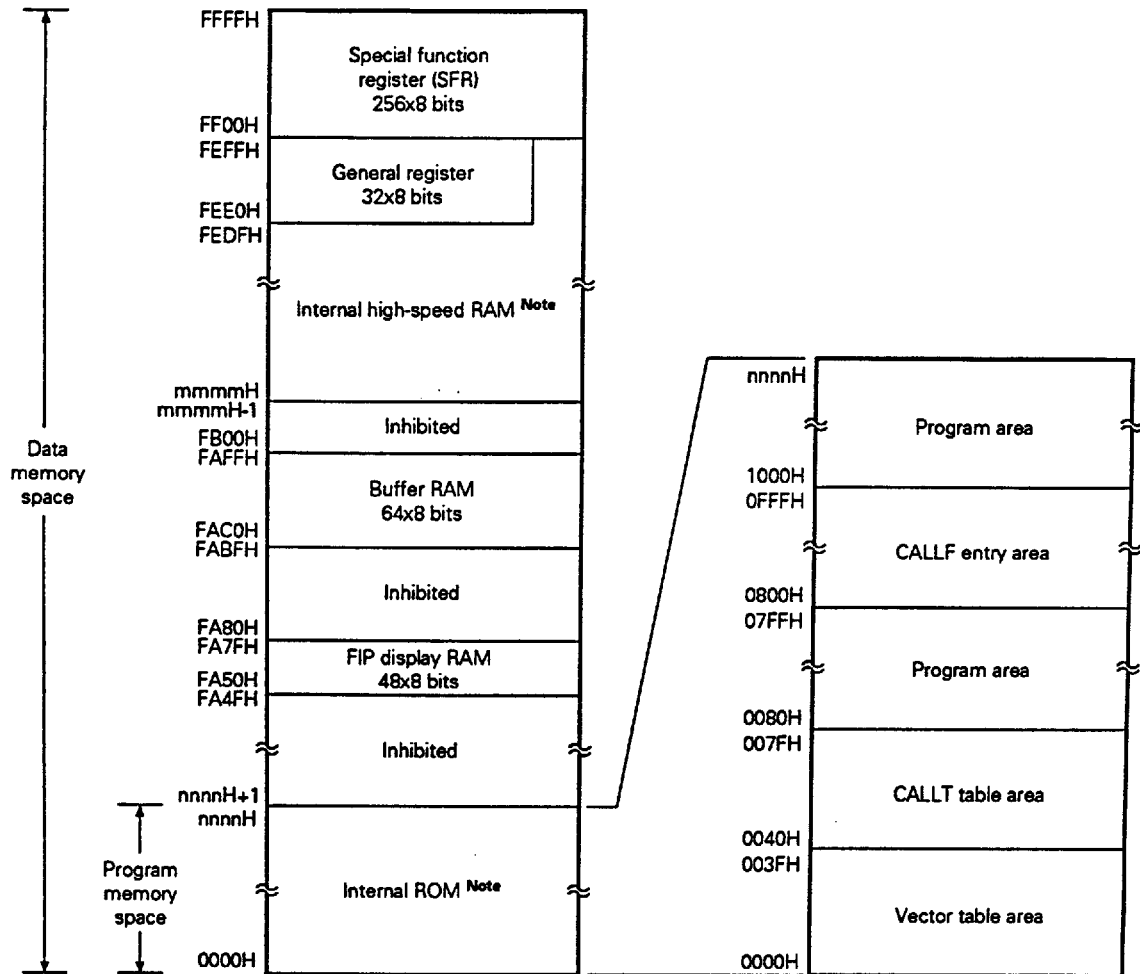 FFFFH
Special function
register (SFR)
256x8 bits
FF00H
FEFFH
General register
32x8 bits
FEE0H
FEDFH
Internal high-speed RAM Note
mmmmH
mmmmH-1
Inhibited
FB00H
FAFFH
Buffer RAM
64x8 bits
FAC0H
FABFH
Inhibited
FA80H
FA7FH
FIP display RAM
48x8 bits
FA50H
FA4FH
Inhibited
nnnnH+1
nnnnH
Internal ROM Note
0000H
Data
memory
space
Program
memory
space
nnnnH
Program area
1000H
0FFFH
CALLF entry area
0800H
07FFH
Program area
0080H
007FH
CALLT table area
0040H
003FH
Vector table area
0000H